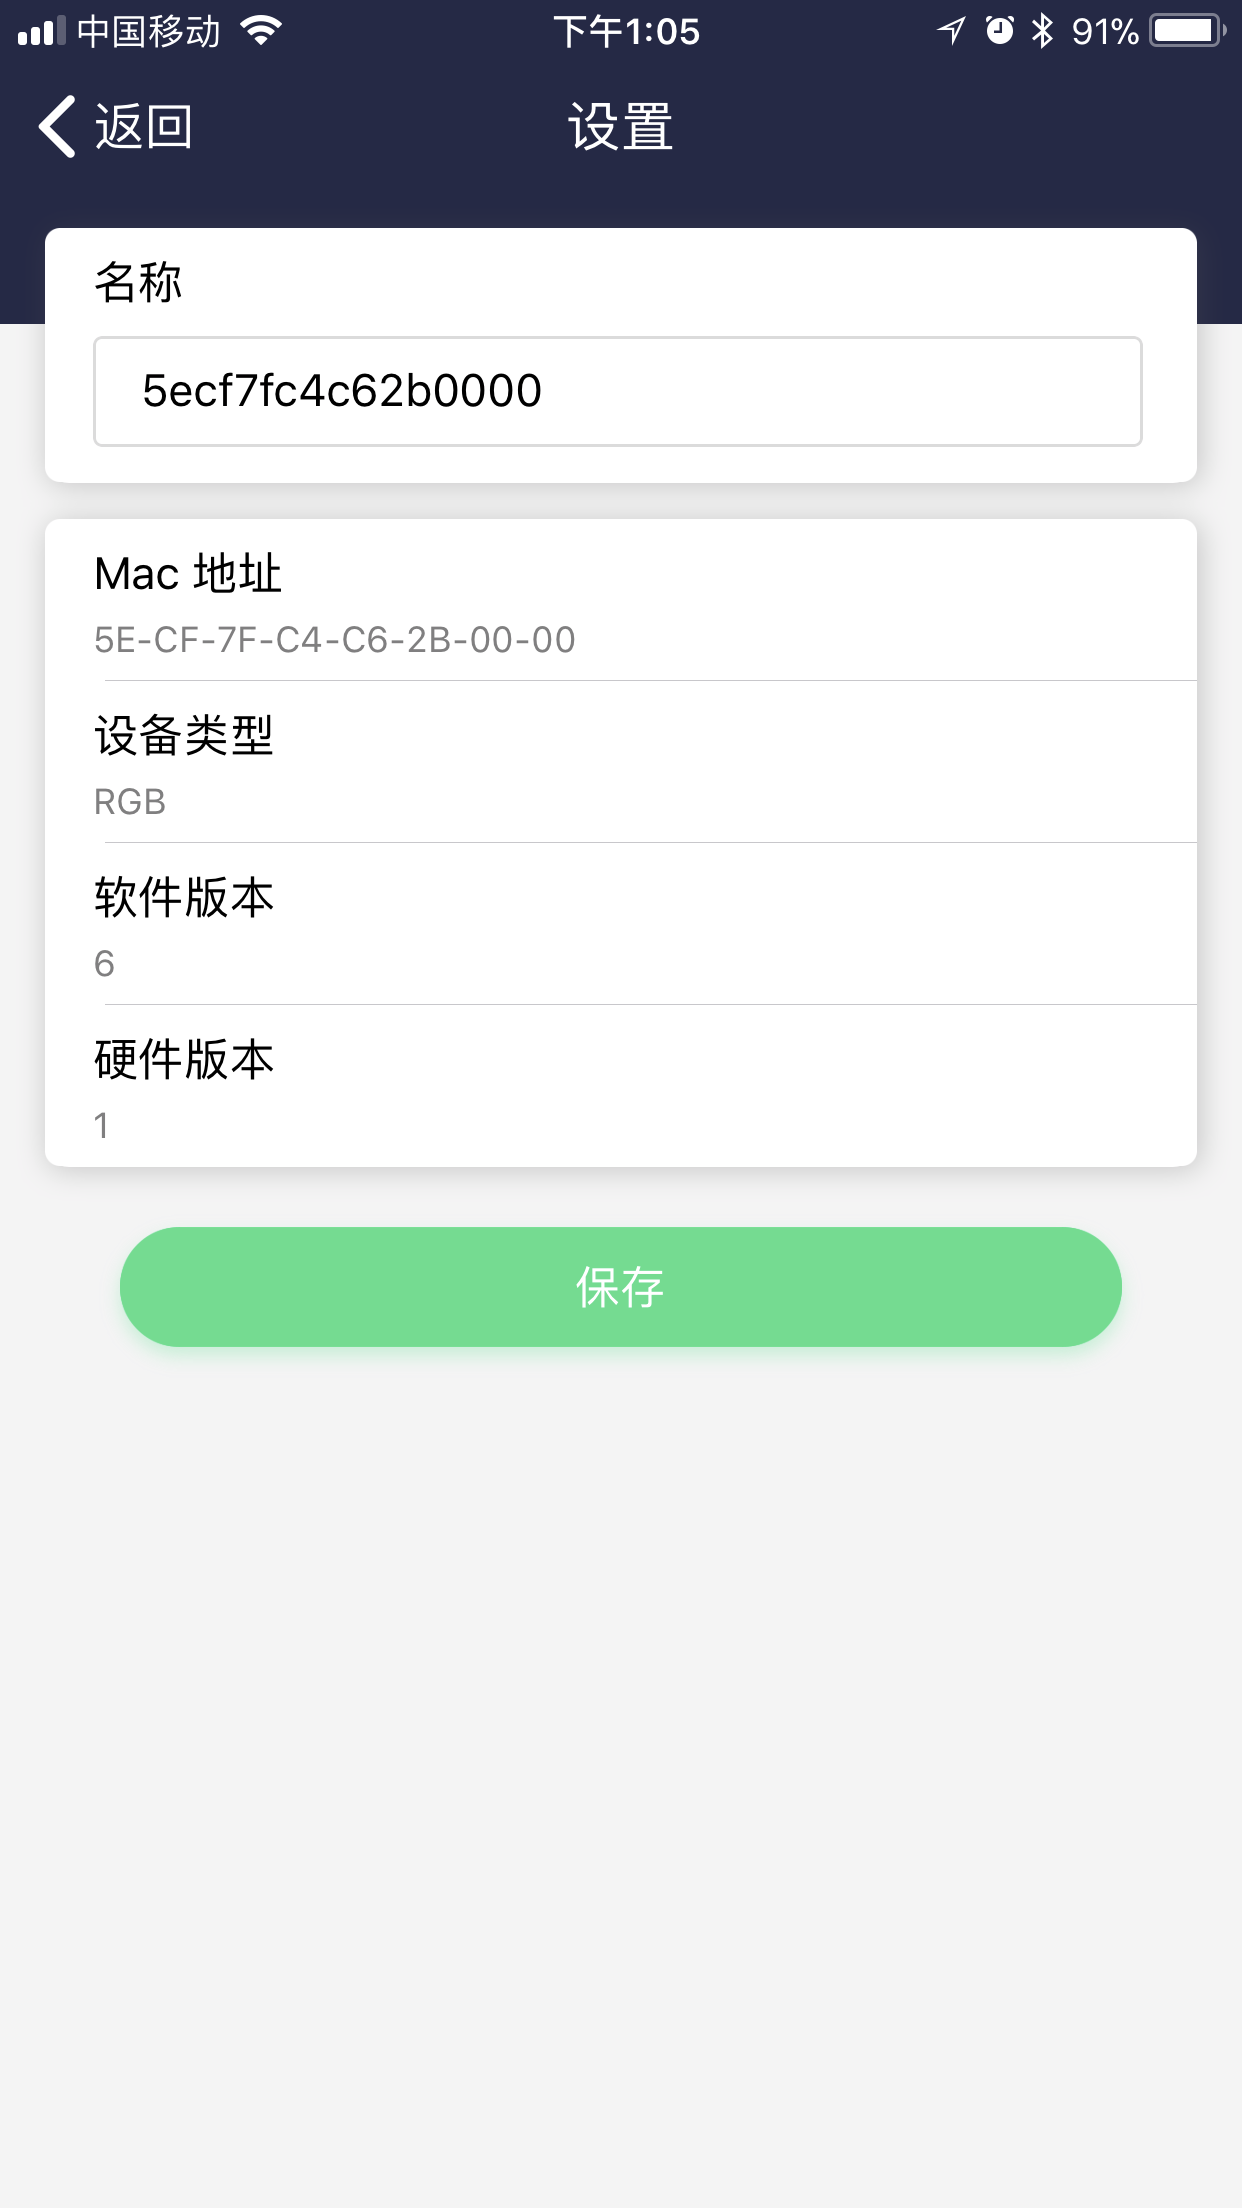 中国移动 下午1:05 91%
返回 设置
名称
5ecf7fc4c62b0000
Mac 地址
5E-CF-7F-C4-C6-2B-00-00
设备类型
RGB
软件版本
6
硬件版本
1
保存